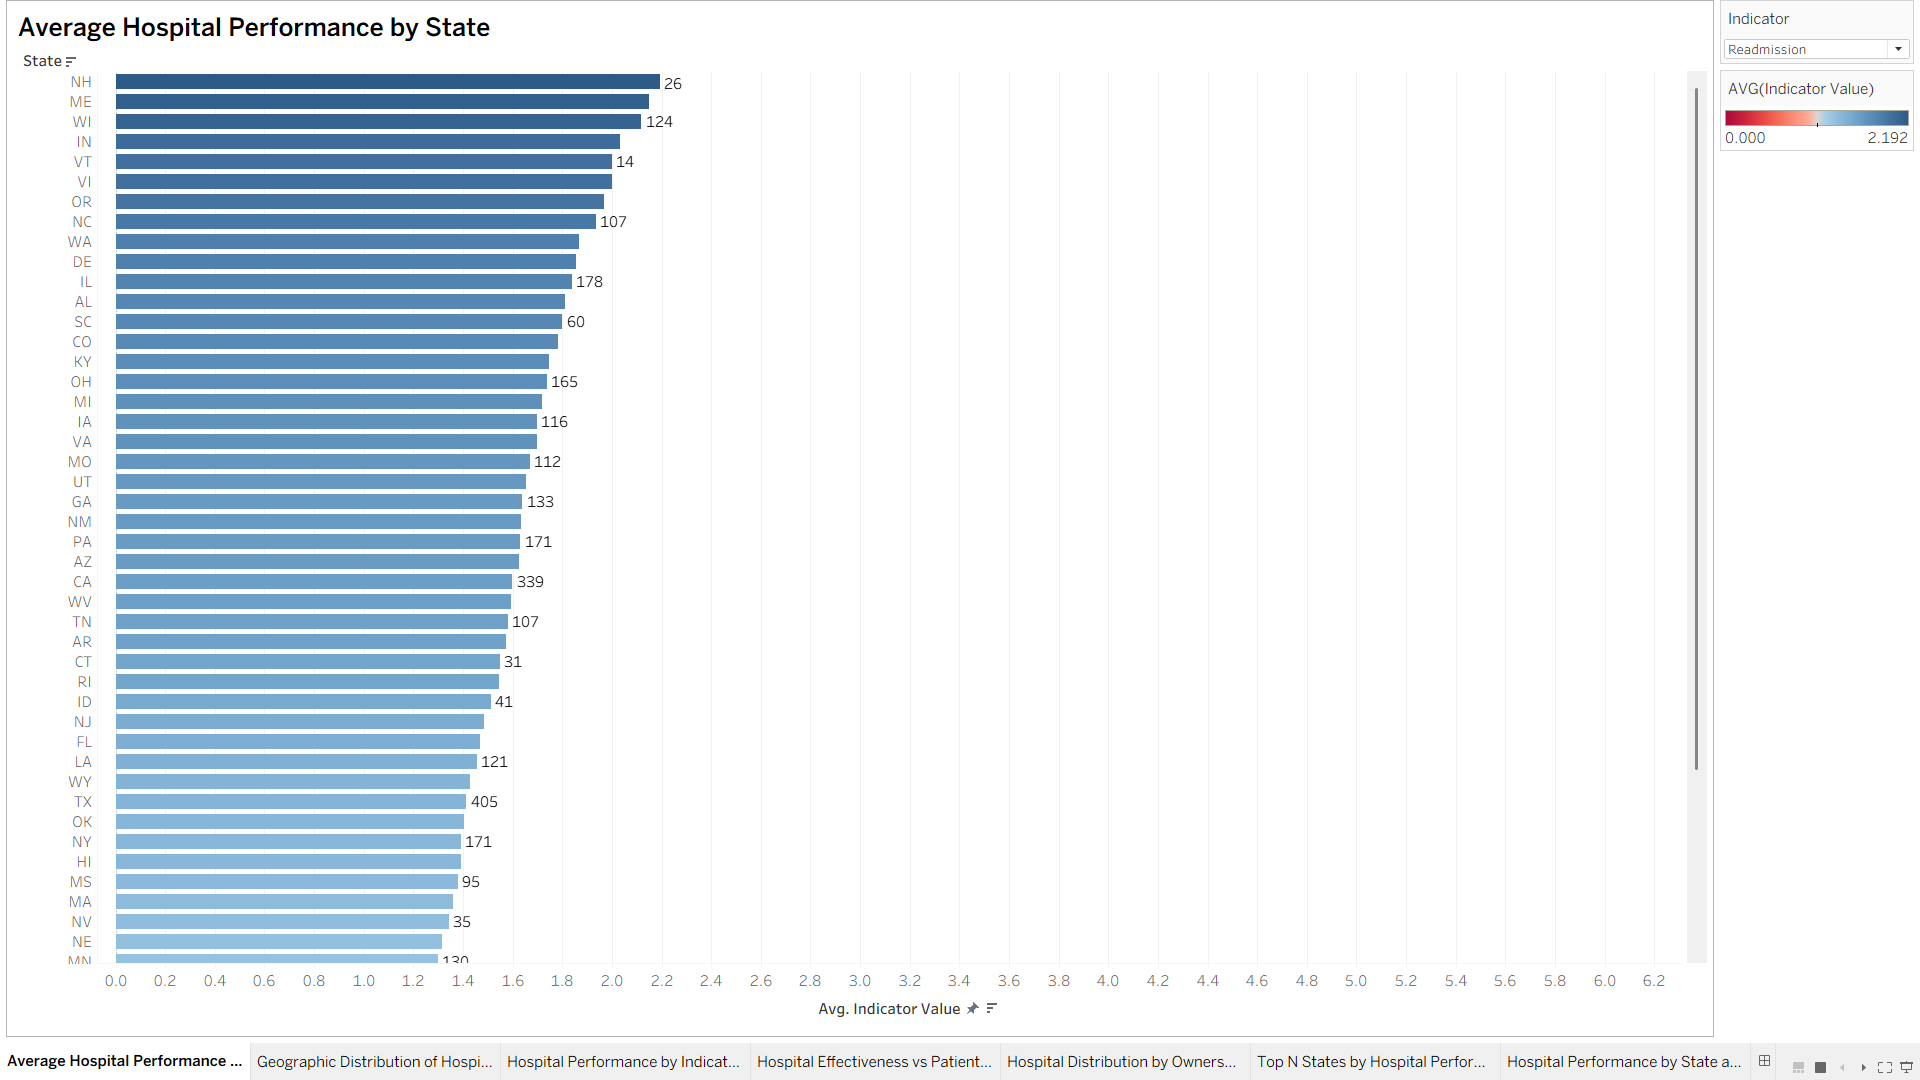 Average Hospital Performance by State
State
NH 26
ME
WI 124
IN
VT 14
VI
OR
NC 107
WA
DE
IL 178
AL
SC 60
CO
KY
OH 165
MI
IA 116
VA
MO 112
UT
GA 133
NM
PA 171
AZ
CA 339
WV
TN 107
AR
CT 31
RI
ID 41
NJ
FL
LA 121
WY
TX 405
OK
NY 171
HI
MS 95
MA
NV 35
NE
MN 130
0.0 0.2 0.4 0.6 0.8 1.0 1.2 1.4 1.6 1.8 2.0 2.2 2.4 2.6 2.8 3.0 3.2 3.4 3.6 3.8 4.0 4.2 4.4 4.6 4.8 5.0 5.2 5.4 5.6 5.8 6.0 6.2
Avg. Indicator Value
Indicator
Readmission
AVG(Indicator Value)
0.000 2.192
Average Hospital Performance ... Geographic Distribution of Hospi... Hospital Performance by Indicat... Hospital Effectiveness vs Patient... Hospital Distribution by Owners... Top N States by Hospital Perfor... Hospital Performance by State a...